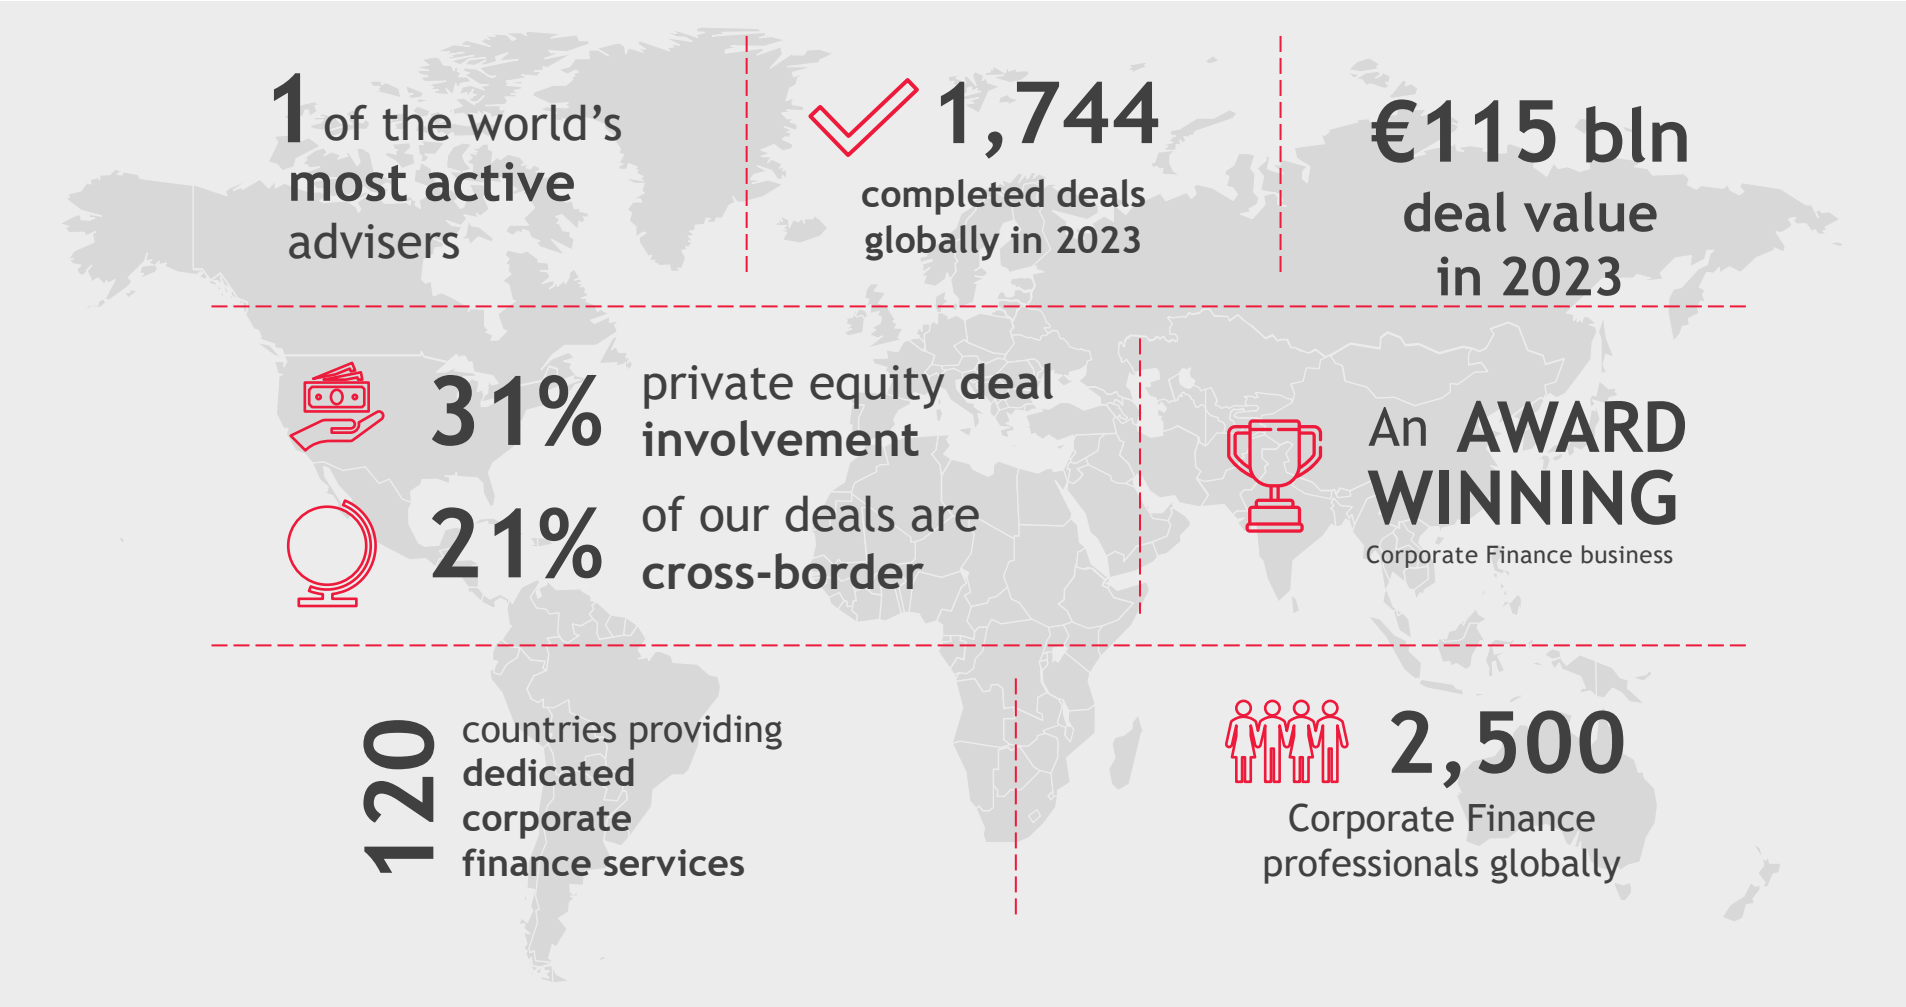 1 of the world’s
most active
advisers
1,744
completed deals
globally in 2023
€115 bln
deal value
in 2023
31%
private equity deal
involvement
21%
of our deals are
cross-border
An AWARD
WINNING
Corporate Finance business
120
countries providing
dedicated
corporate
finance services
2,500
Corporate Finance
professionals globally